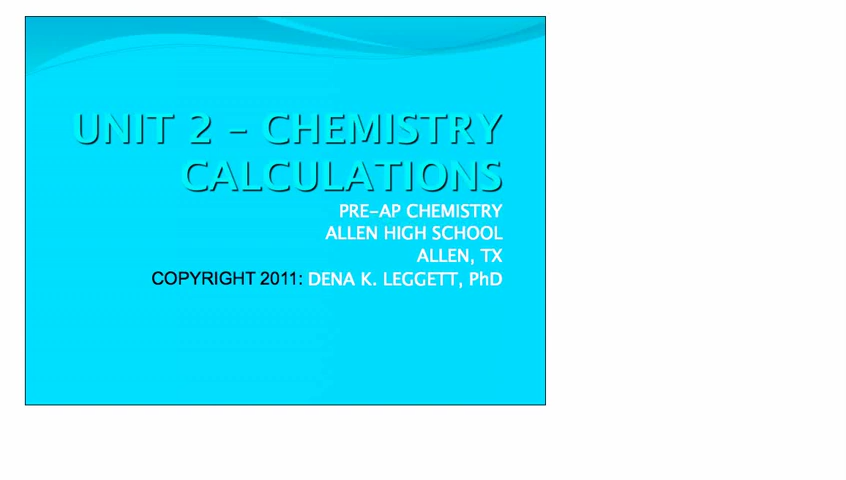 UNIT 2 – CHEMISTRY
CALCULATIONS
PRE-AP CHEMISTRY
ALLEN HIGH SCHOOL
ALLEN, TX
COPYRIGHT 2011: DENA K. LEGGETT, PhD